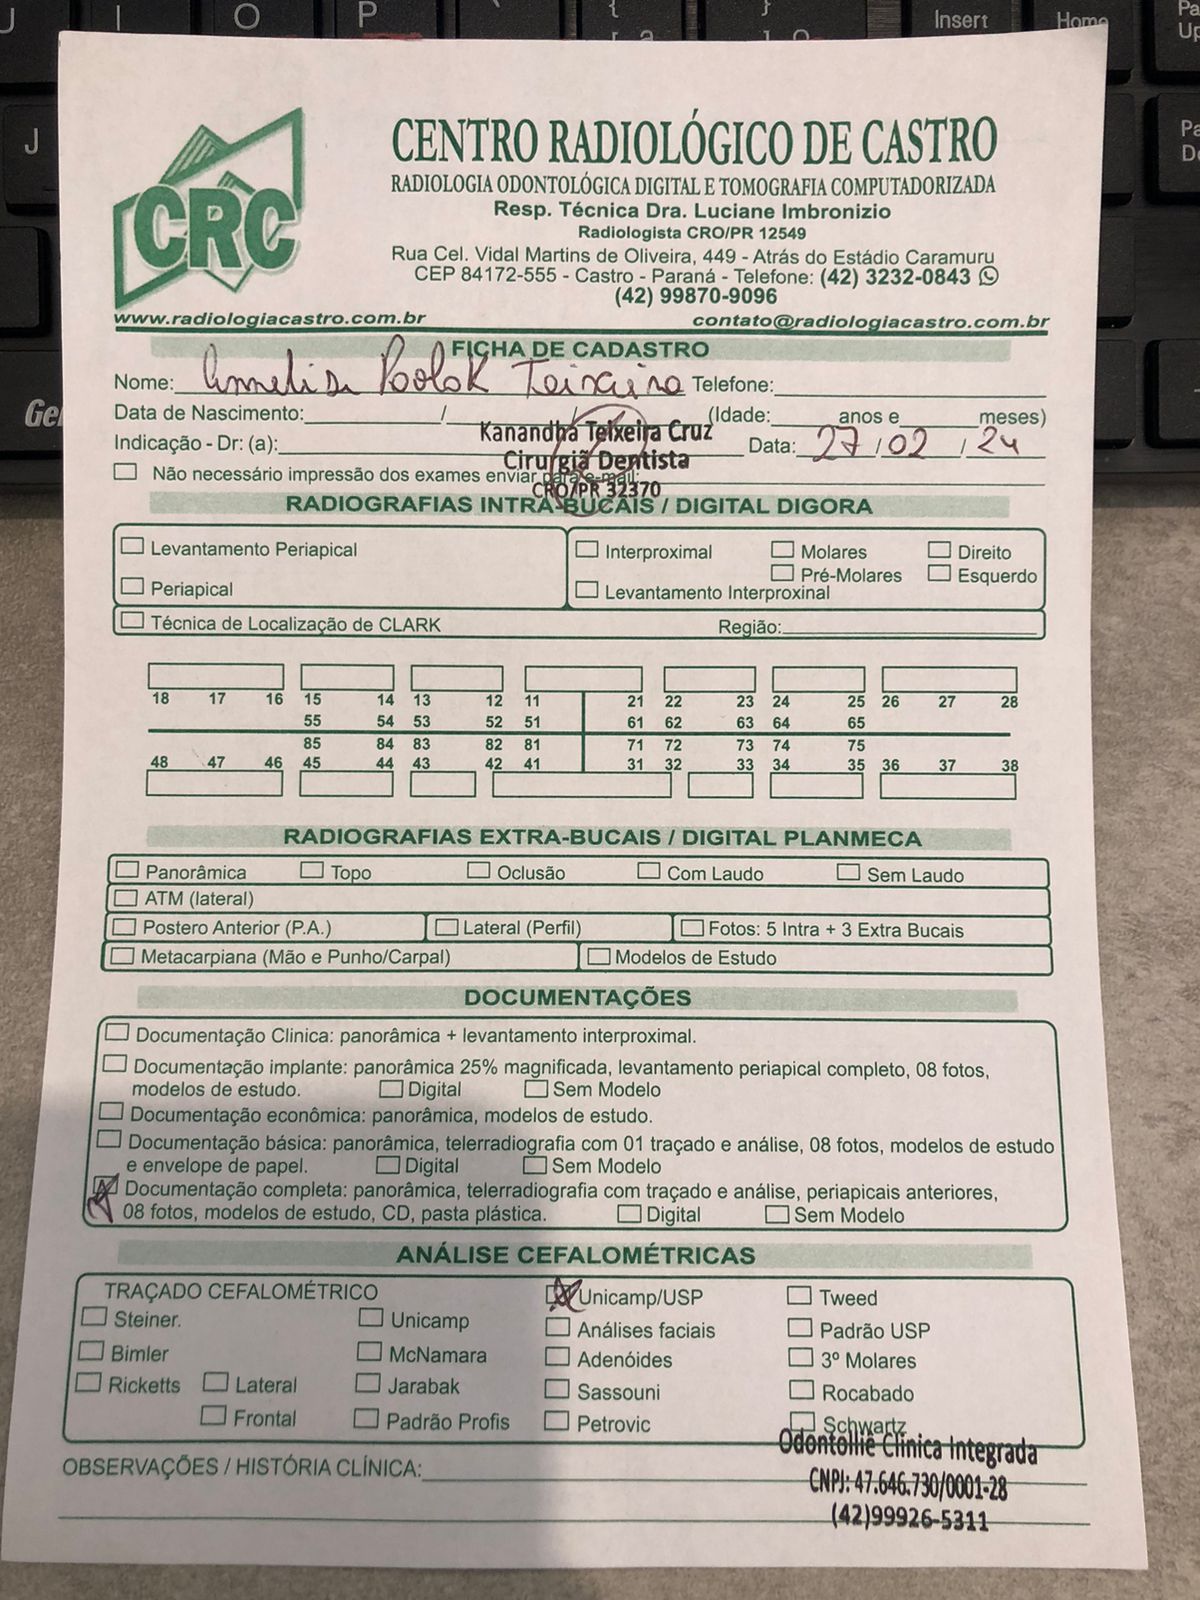 U I O P { }
[ ª ] º
Insert Home Pa Up
J
Pa
De
Ge
CRC
CENTRO RADIOLÓGICO DE CASTRO
RADIOLOGIA ODONTOLÓGICA DIGITAL E TOMOGRAFIA COMPUTADORIZADA
Resp. Técnica Dra. Luciane Imbronizio
Radiologista CRO/PR 12549
Rua Cel. Vidal Martins de Oliveira, 449 - Atrás do Estádio Caramuru
CEP 84172-555 - Castro - Paraná - Telefone: (42) 3232-0843
(42) 99870-9096
www.radiologiacastro.com.br contato@radiologiacastro.com.br
FICHA DE CADASTRO
Nome: Teixeira Telefone:
Data de Nascimento: / / (Idade: anos e meses)
Kanandha Teixeira Cruz
Indicação - Dr: (a): Data: 27 / 02 / 24
Cirurgiã Dentista
Não necessário impressão dos exames enviar para e-mail:
CRO/PR 32370
RADIOGRAFIAS INTRA-BUCAIS / DIGITAL DIGORA
Levantamento Periapical Interproximal Molares Direito
Periapical Pré-Molares Esquerdo
Levantamento Interproxinal
Técnica de Localização de CLARK Região:
18 17 16 15 14 13 12 11 21 22 23 24 25 26 27 28
55 54 53 52 51 61 62 63 64 65
85 84 83 82 81 71 72 73 74 75
48 47 46 45 44 43 42 41 31 32 33 34 35 36 37 38
RADIOGRAFIAS EXTRA-BUCAIS / DIGITAL PLANMECA
Panorâmica Topo Oclusão Com Laudo Sem Laudo
ATM (lateral)
Postero Anterior (P.A.) Lateral (Perfil) Fotos: 5 Intra + 3 Extra Bucais
Metacarpiana (Mão e Punho/Carpal) Modelos de Estudo
DOCUMENTAÇÕES
Documentação Clinica: panorâmica + levantamento interproximal.
Documentação implante: panorâmica 25% magnificada, levantamento periapical completo, 08 fotos,
modelos de estudo. Digital Sem Modelo
Documentação econômica: panorâmica, modelos de estudo.
Documentação básica: panorâmica, telerradiografia com 01 traçado e análise, 08 fotos, modelos de estudo
e envelope de papel. Digital Sem Modelo
Documentação completa: panorâmica, telerradiografia com traçado e análise, periapicais anteriores,
08 fotos, modelos de estudo, CD, pasta plástica. Digital Sem Modelo
ANÁLISE CEFALOMÉTRICAS
TRAÇADO CEFALOMÉTRICO Unicamp/USP Tweed
Steiner. Unicamp Análises faciais Padrão USP
Bimler McNamara Adenóides 3º Molares
Ricketts Lateral Jarabak Sassouni Rocabado
Frontal Padrão Profis Petrovic Schwartz
Odontolliê Clinica Integrada
OBSERVAÇÕES / HISTÓRIA CLÍNICA:
CNPJ: 47.646.730/0001-28
(42)99926-5311